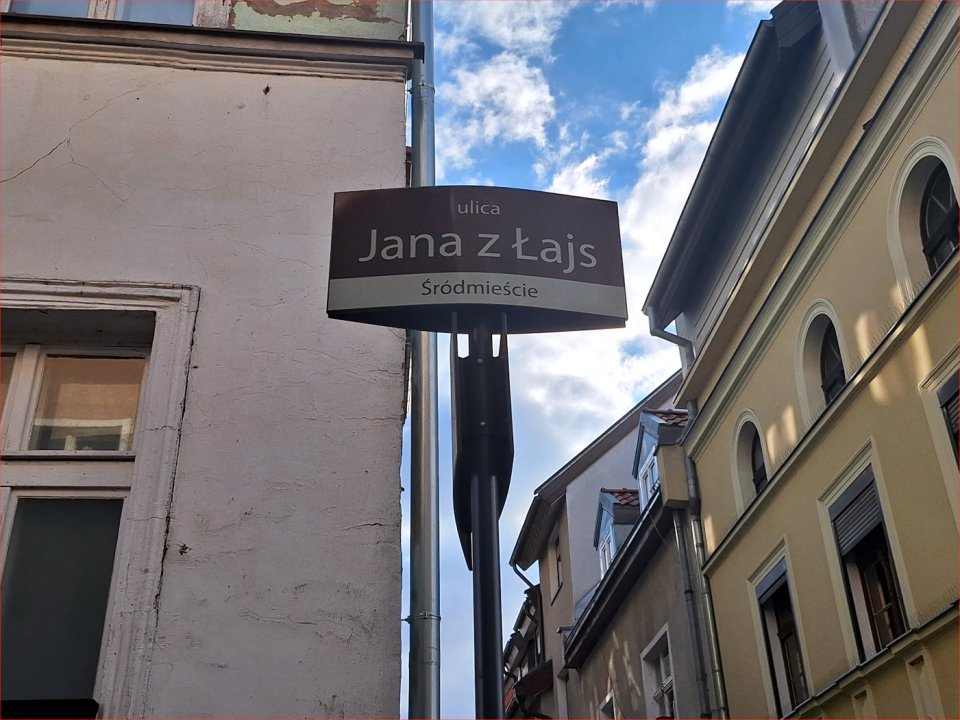 ulica
Jana z Łajs
Śródmieście